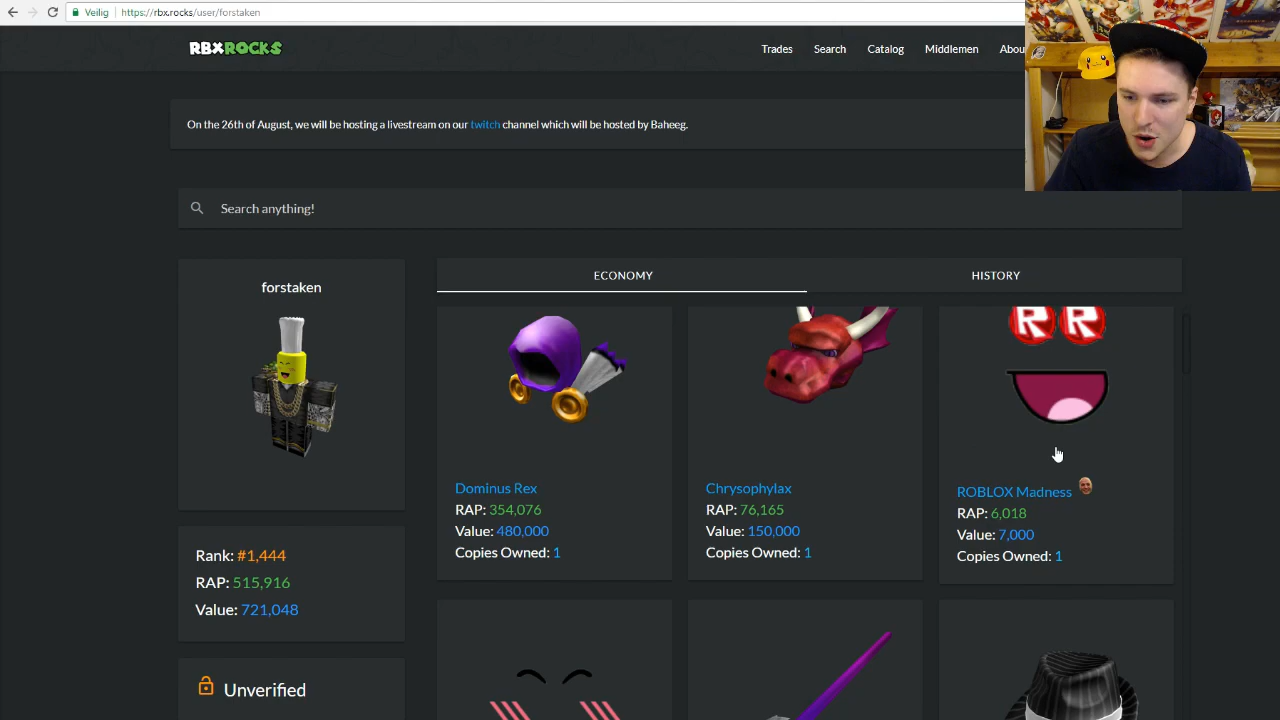 Veilig
https://rbx.rocks/user/forstaken
RBXROCKS
Trades
Search
Catalog
Middlemen
On the 26th of August, we will be hosting a livestream on our twitch channel which will be hosted by Baheeg.
Search anything!
forstaken
Rank: #1,444
RAP: 515,916
Value: 721,048
Unverified
ECONOMY
HISTORY
Dominus Rex
RAP: 354,076
Value: 480,000
Copies Owned: 1
Chrysophylax
RAP: 76,165
Value: 150,000
Copies Owned: 1
R R
ROBLOX Madness
RAP: 6,018
Value: 7,000
Copies Owned: 1